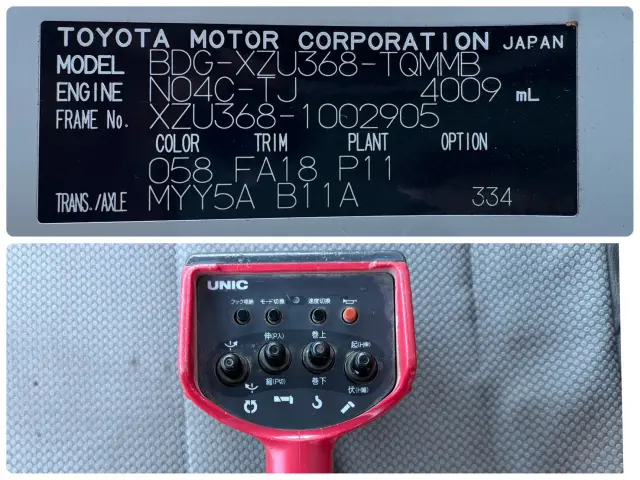 TOYOTA MOTOR CORPORATION JAPAN
MODEL BDG-XZU368-TQMMB
ENGINE N04C-TJ 4009 mL
FRAME No. XZU368-1002905
COLOR TRIM PLANT OPTION
058 FA18 P11
TRANS./AXLE MYY5A B11A 334
UNIC
フック格納 モード切換 速度切換
伸(P入) 巻上 起(H伸)
縮(P切) 巻下 伏(H縮)